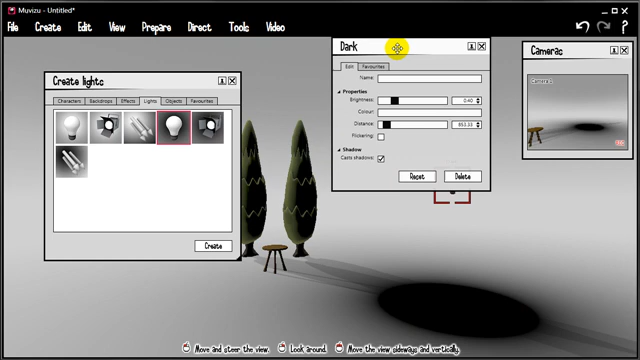 Muvizu - Untitled*
File Create Edit View Prepare Direct Tools Video
Create lights
Characters Backdrops Effects Lights Objects Favourites
Create
Dark
Edit Favourites
Name:
Properties
Brightness: 0.40
Colour:
Distance: 653.33
Flickering:
Shadow
Casts shadows:
Reset Delete
Cameras
Camera1
Move and steer the view. Look around. Move the view sideways and vertically.